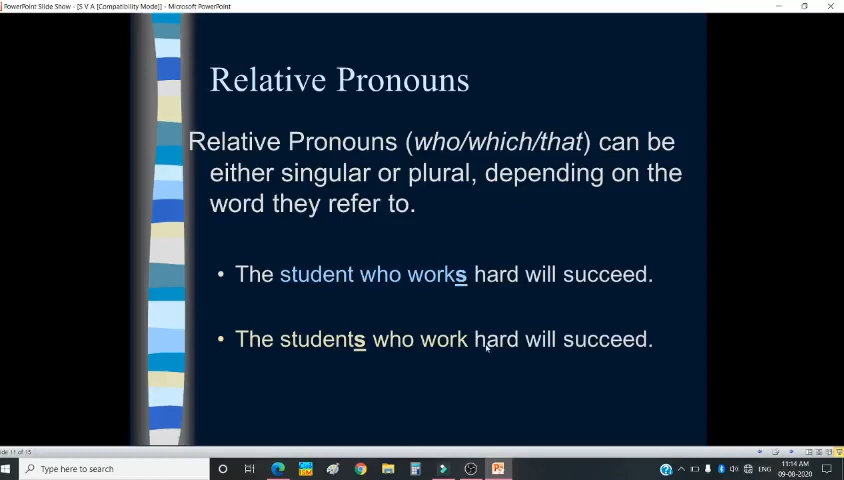 PowerPoint Slide Show - [S V A [Compatibility Mode]] - Microsoft PowerPoint
Relative Pronouns
Relative Pronouns (who/which/that) can be
either singular or plural, depending on the
word they refer to.
• The student who works hard will succeed.
• The students who work hard will succeed.
Slide 11 of 15
Type here to search
ENG
11:14 AM
09-08-2020